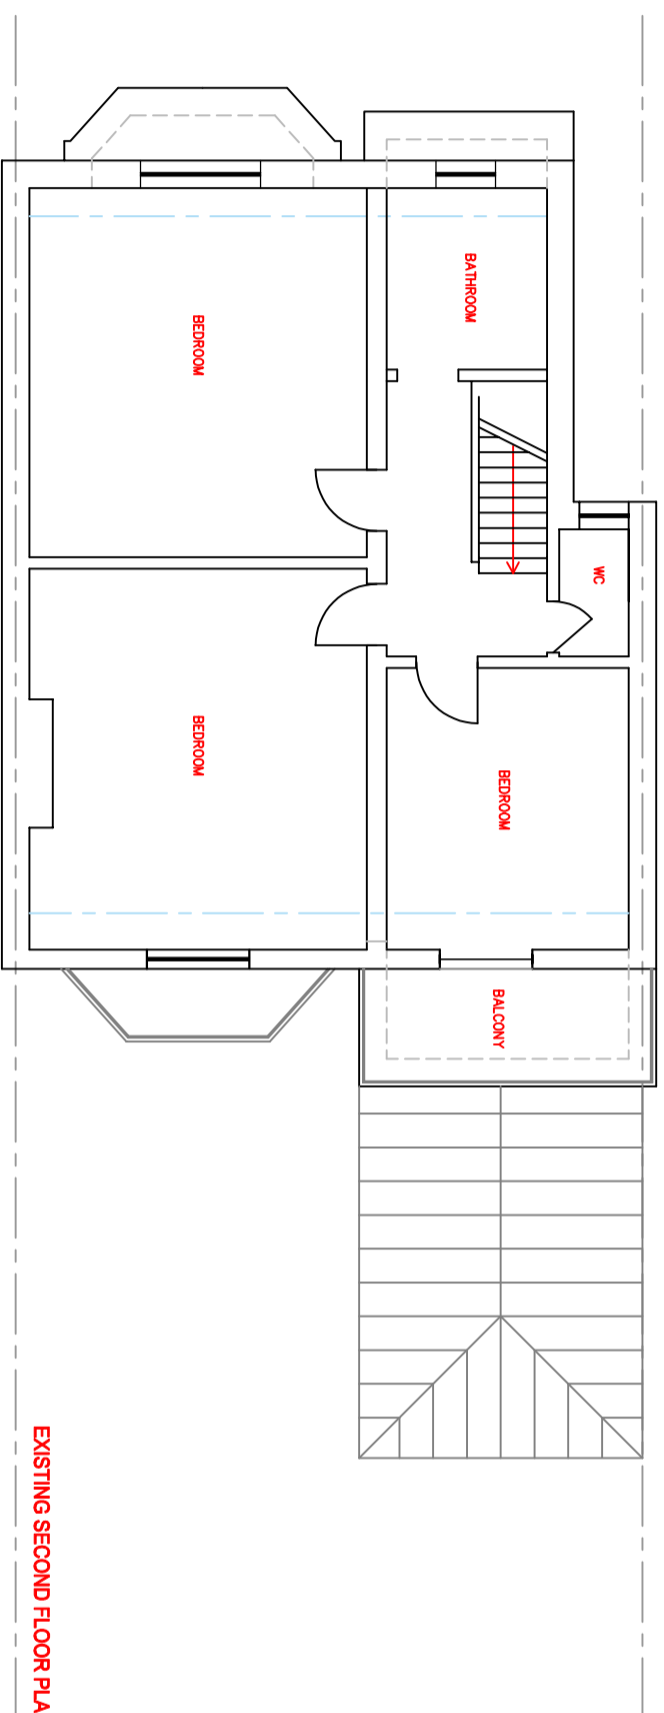 BATHROOM
BEDROOM
WC
BEDROOM
BEDROOM
BALCONY
EXISTING SECOND FLOOR PLA